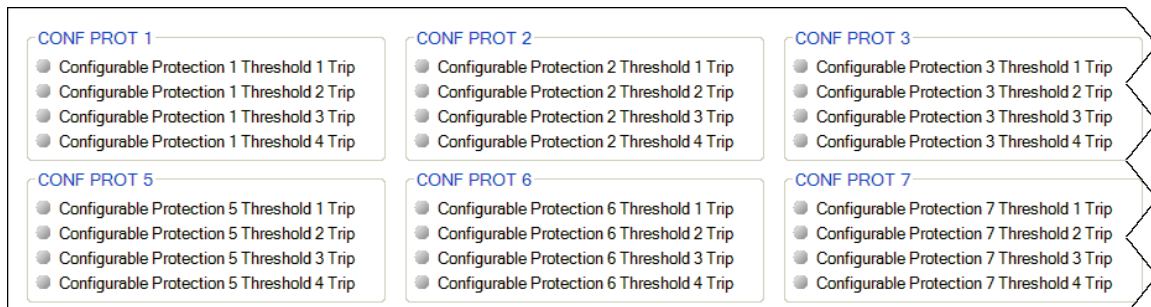 CONF PROT 1
Configurable Protection 1 Threshold 1 Trip
Configurable Protection 1 Threshold 2 Trip
Configurable Protection 1 Threshold 3 Trip
Configurable Protection 1 Threshold 4 Trip
CONF PROT 2
Configurable Protection 2 Threshold 1 Trip
Configurable Protection 2 Threshold 2 Trip
Configurable Protection 2 Threshold 3 Trip
Configurable Protection 2 Threshold 4 Trip
CONF PROT 3
Configurable Protection 3 Threshold 1 Trip
Configurable Protection 3 Threshold 2 Trip
Configurable Protection 3 Threshold 3 Trip
Configurable Protection 3 Threshold 4 Trip
CONF PROT 5
Configurable Protection 5 Threshold 1 Trip
Configurable Protection 5 Threshold 2 Trip
Configurable Protection 5 Threshold 3 Trip
Configurable Protection 5 Threshold 4 Trip
CONF PROT 6
Configurable Protection 6 Threshold 1 Trip
Configurable Protection 6 Threshold 2 Trip
Configurable Protection 6 Threshold 3 Trip
Configurable Protection 6 Threshold 4 Trip
CONF PROT 7
Configurable Protection 7 Threshold 1 Trip
Configurable Protection 7 Threshold 2 Trip
Configurable Protection 7 Threshold 3 Trip
Configurable Protection 7 Threshold 4 Trip